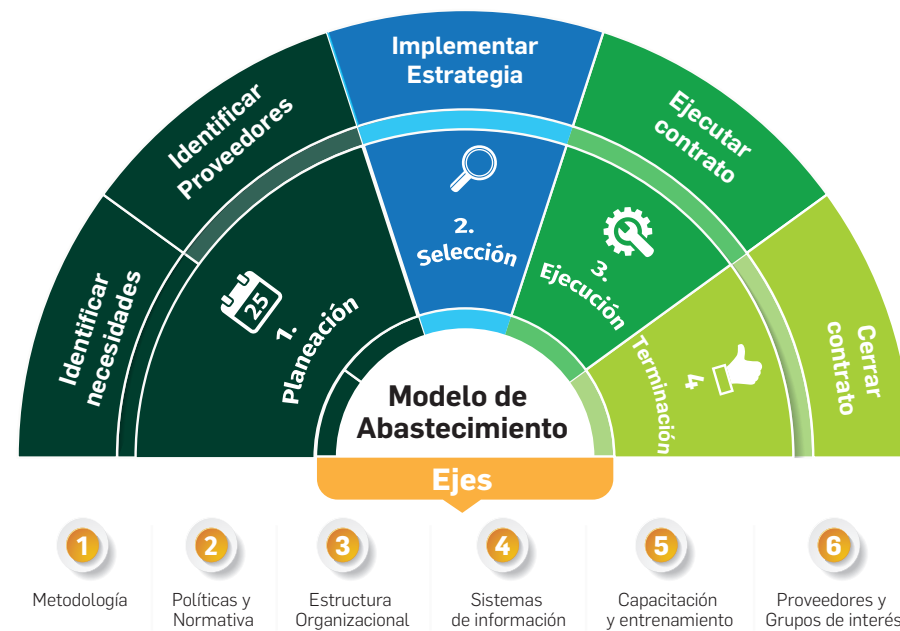 Identificar
necesidades
Identificar
Proveedores
Implementar
Estrategia
Ejecutar
contrato
Cerrar
contrato
25
1.
Planeación
2.
Selección
3.
Ejecución
4
Terminación
Modelo de
Abastecimiento
Ejes
1
Metodología
2
Políticas y
Normativa
3
Estructura
Organizacional
4
Sistemas
de información
5
Capacitación
y entrenamiento
6
Proveedores y
Grupos de interés